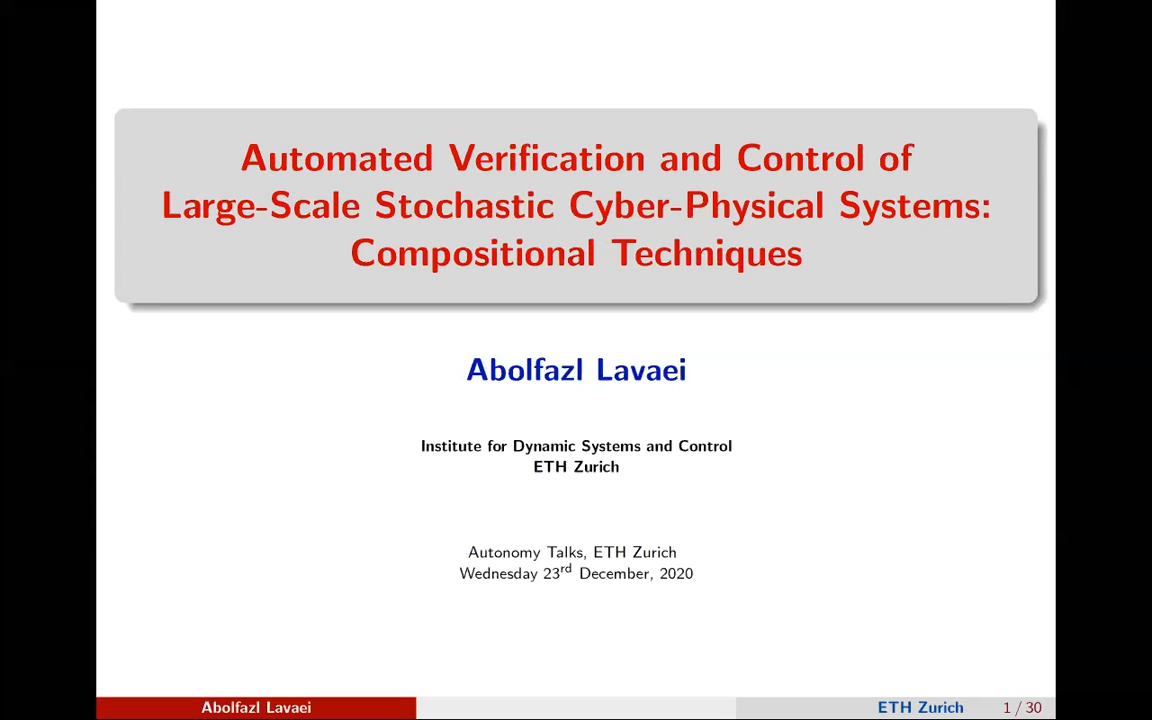 Automated Verification and Control of
Large-Scale Stochastic Cyber-Physical Systems:
Compositional Techniques
Abolfazl Lavaei
Institute for Dynamic Systems and Control
ETH Zurich
Autonomy Talks, ETH Zurich
Wednesday 23rd December, 2020
Abolfazl Lavaei ETH Zurich 1 / 30